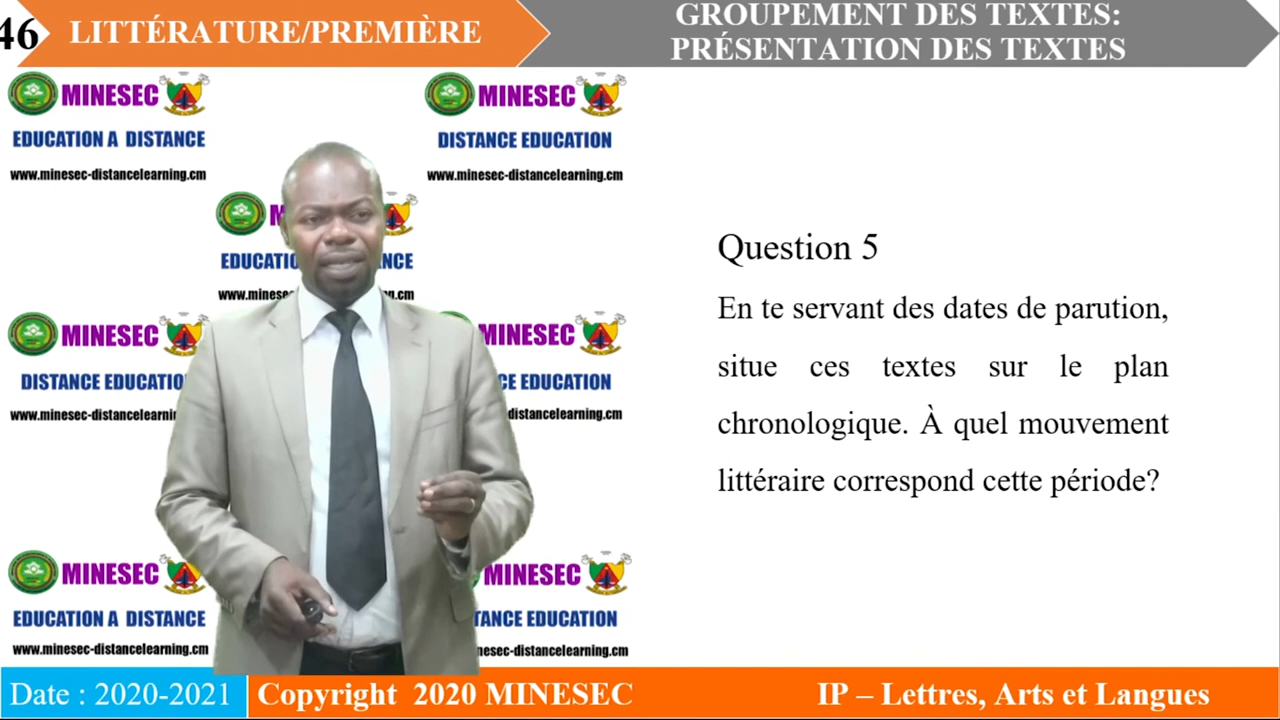 46
LITTÉRATURE/PREMIÈRE
GROUPEMENT DES TEXTES:
PRÉSENTATION DES TEXTES
MINESEC
EDUCATION A DISTANCE
www.minesec-distancelearning.cm
MINESEC
DISTANCE EDUCATION
www.minesec-distancelearning.cm
MINESEC
DISTANCE
www.minesec-distancelearning.cm
MINESEC
EDUCATION
MINESEC
EDUCATION A DISTANCE
www.minesec-distancelearning.cm
MINESEC
EDUCATION
Question 5
En te servant des dates de parution,
situe ces textes sur le plan
chronologique. À quel mouvement
littéraire correspond cette période?
Date : 2020-2021
Copyright 2020 MINESEC
IP – Lettres, Arts et Langues